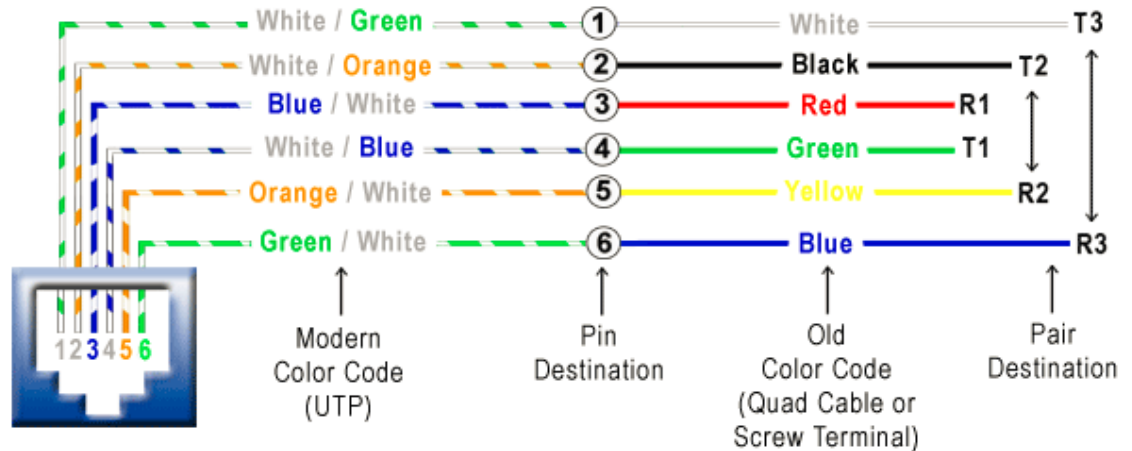 White / Green 1 White T3
White / Orange 2 Black T2
Blue / White 3 Red R1
White / Blue 4 Green T1
Orange / White 5 Yellow R2
Green / White 6 Blue R3
1 2 3 4 5 6
Modern
Color Code
(UTP)
Pin
Destination
Old
Color Code
(Quad Cable or
Screw Terminal)
Pair
Destination